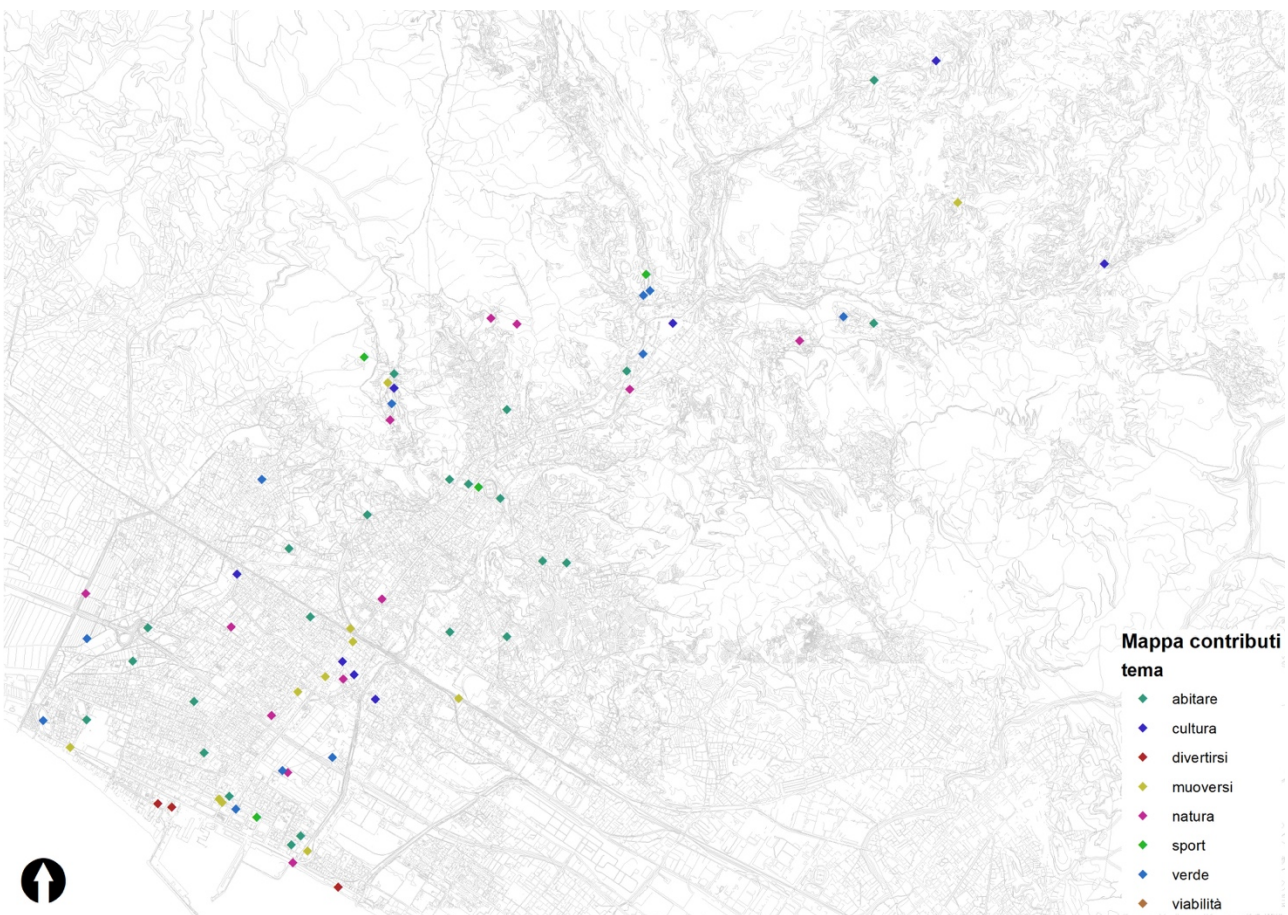 Mappa contributi
tema
abitare
cultura
divertirsi
muoversi
natura
sport
verde
viabilità